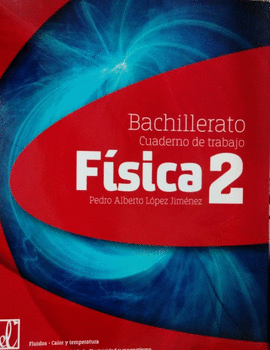 Bachillerato
Cuaderno de trabajo
Física 2
Pedro Alberto López Jiménez
Fluidos - Calor y temperatura